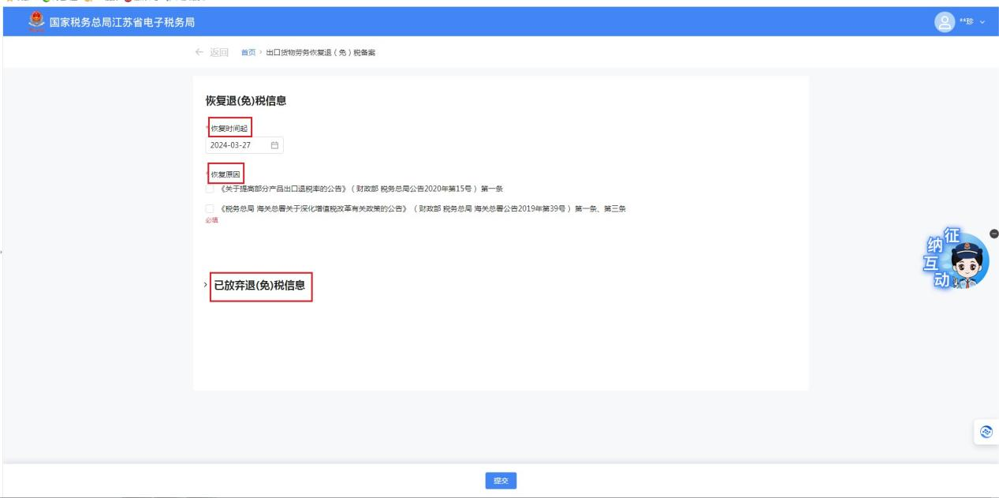 国家税务总局江苏省电子税务局
**珍
返回 首页 > 出口货物劳务恢复退（免）税备案
恢复退(免)税信息
* 恢复时间起
2024-03-27
* 恢复原因
《关于提高部分产品出口退税率的公告》（财政部 税务总局公告2020年第15号）第一条
《税务总局 海关总署关于深化增值税改革有关政策的公告》（财政部 税务总局 海关总署公告2019年第39号）第一条、第三条
必填
已放弃退(免)税信息
征纳互动
提交